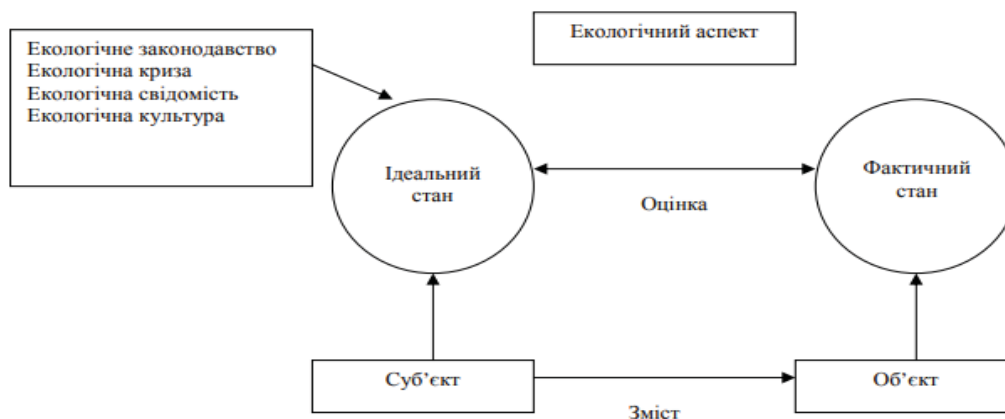 Екологічне законодавство
Екологічна криза
Екологічна свідомість
Екологічна культура
Екологічний аспект
Ідеальний
стан
Оцінка
Фактичний
стан
Суб’єкт
Зміст
Об’єкт